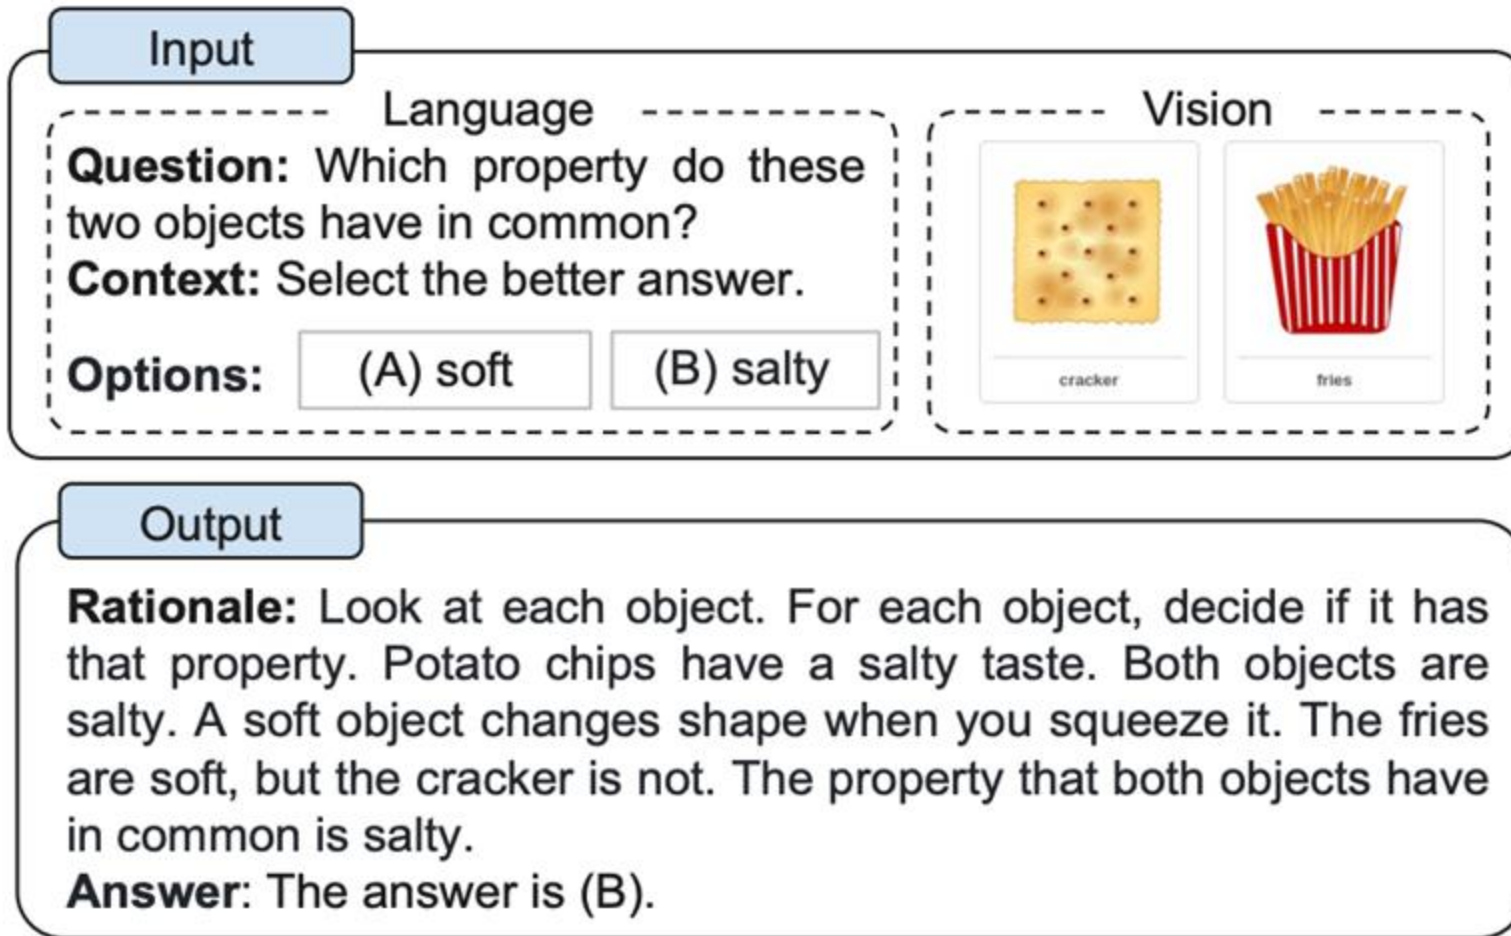 Input
Language
Question: Which property do these
two objects have in common?
Context: Select the better answer.
Options:
(A) soft
(B) salty
Vision
cracker
fries
Output
Rationale: Look at each object. For each object, decide if it has
that property. Potato chips have a salty taste. Both objects are
salty. A soft object changes shape when you squeeze it. The fries
are soft, but the cracker is not. The property that both objects have
in common is salty.
Answer: The answer is (B).